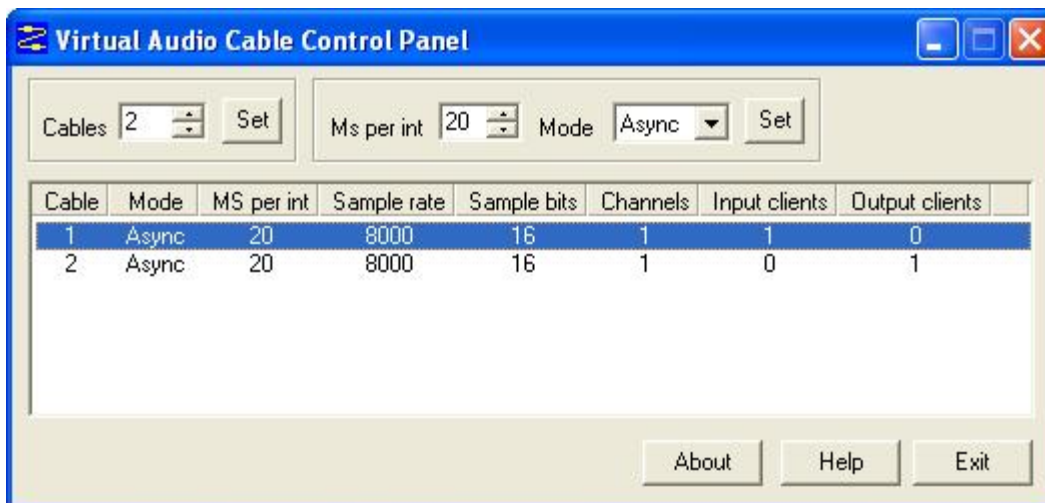 Virtual Audio Cable Control Panel
Cables 2 Set Ms per int 20 Mode Async Set
Cable Mode MS per int Sample rate Sample bits Channels Input clients Output clients
1 Async 20 8000 16 1 1 0
2 Async 20 8000 16 1 0 1
About Help Exit